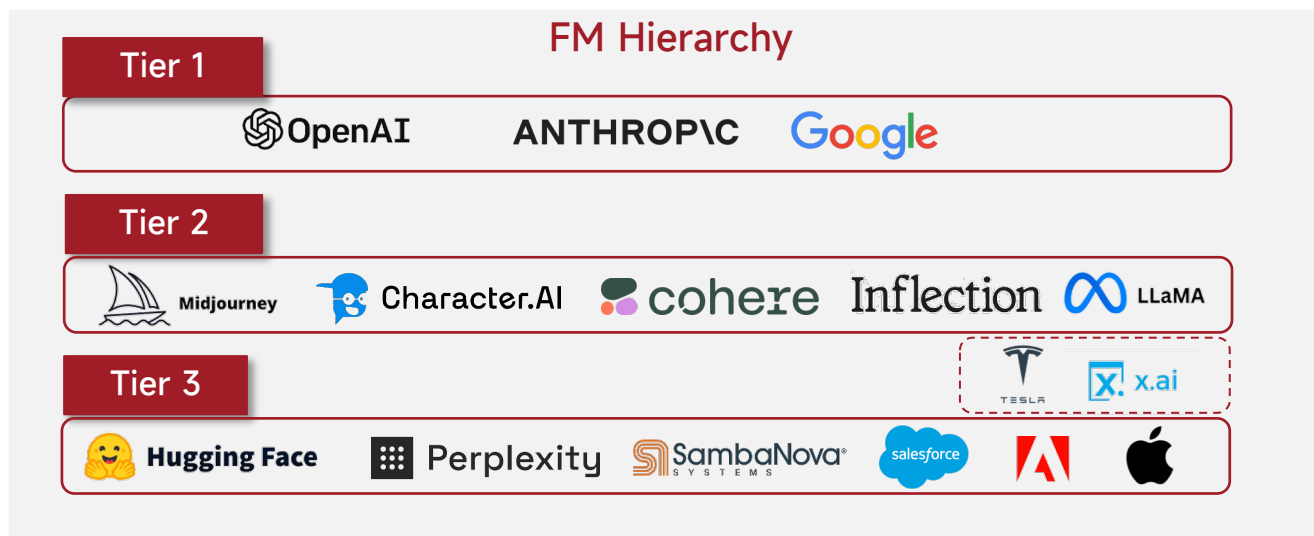 FM Hierarchy
Tier 1
OpenAI ANTHROP\C Google
Tier 2
Midjourney Character.AI cohere Inflection LLaMA
TESLA X. x.ai
Tier 3
Hugging Face Perplexity SambaNova® SYSTEMS salesforce